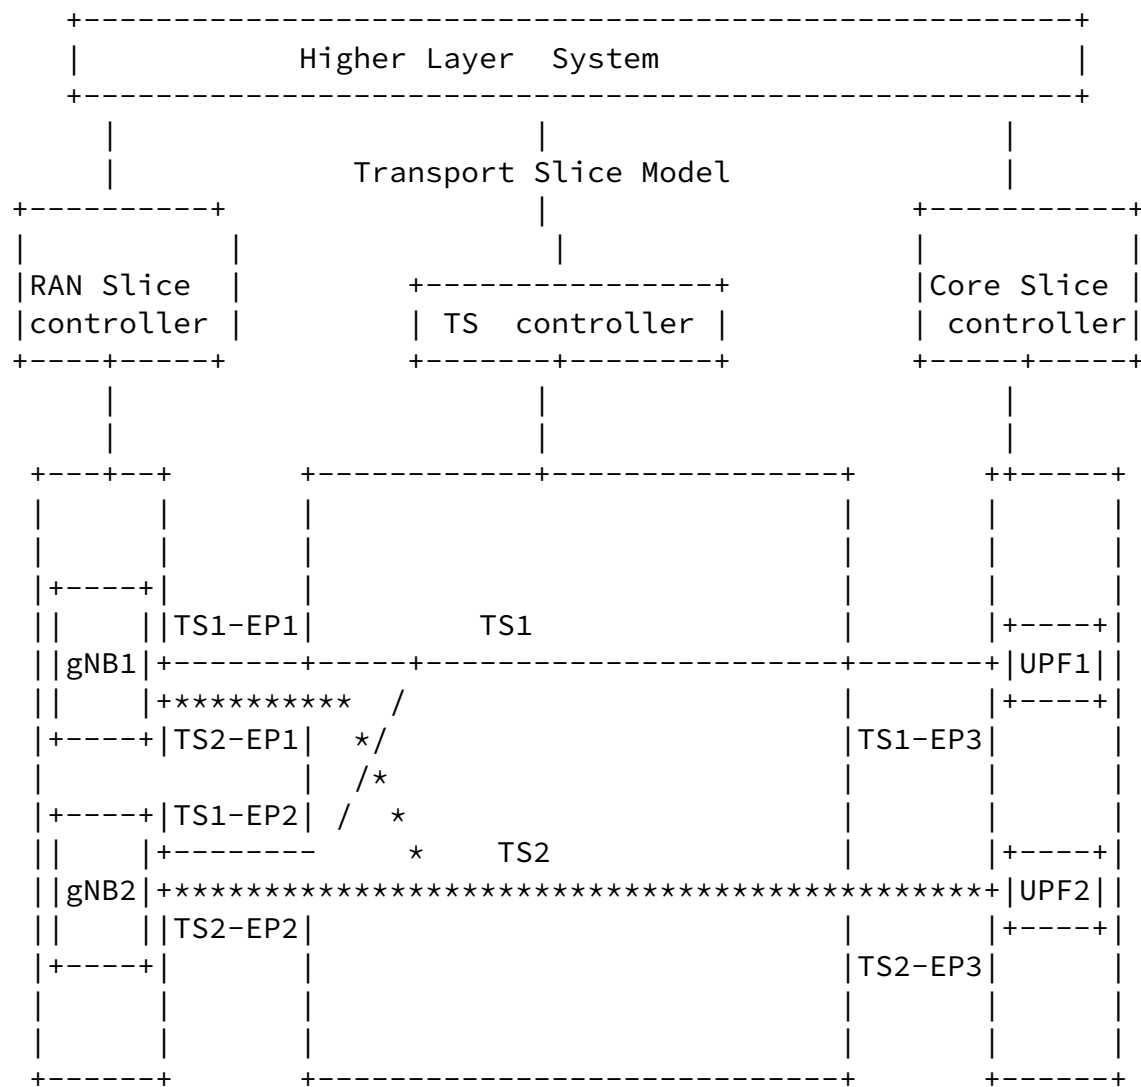 Higher Layer System
Transport Slice Model
RAN Slice controller
TS controller
Core Slice controller
TS1-EP1 TS1
gNB1 UPF1
TS2-EP1 TS1-EP3
TS1-EP2
TS2
gNB2 UPF2
TS2-EP2
TS2-EP3